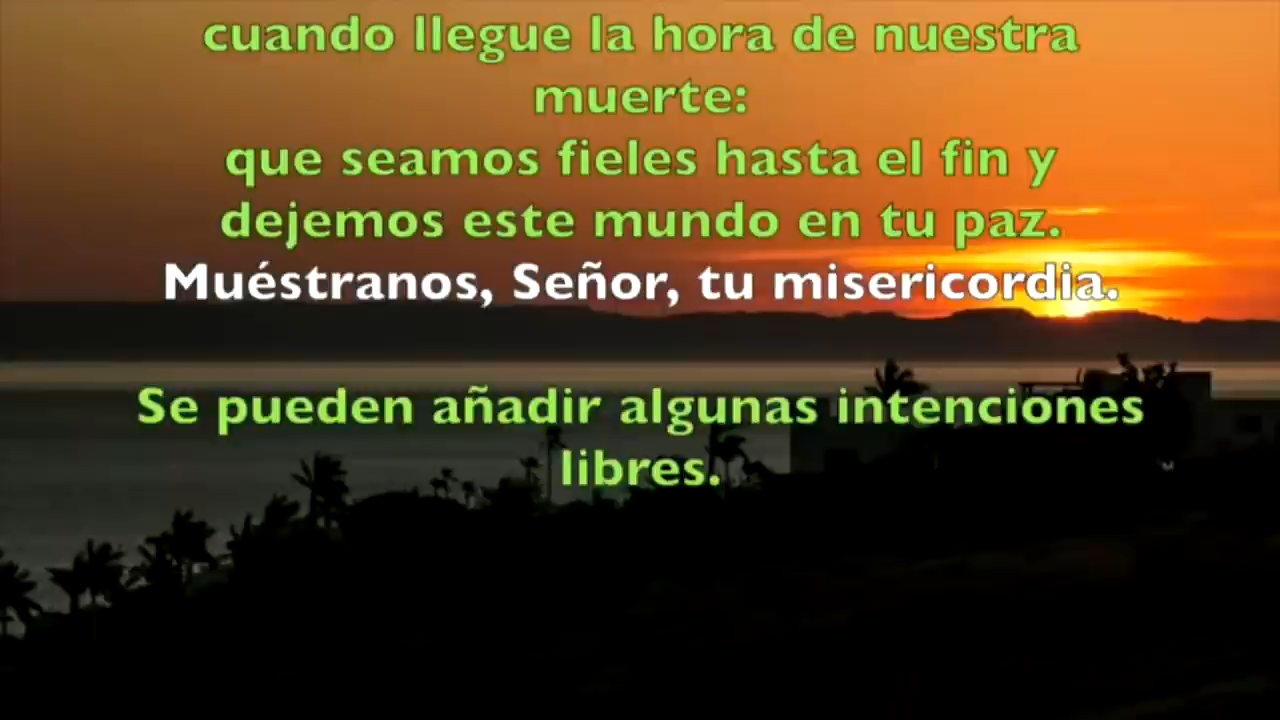 cuando llegue la hora de nuestra
muerte:
que seamos fieles hasta el fin y
dejemos este mundo en tu paz.
Muéstranos, Señor, tu misericordia.
Se pueden añadir algunas intenciones
libres.